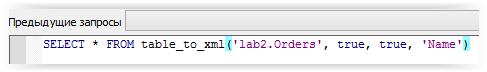 Предыдущие запросы
SELECT * FROM table_to_xml('lab2.Orders', true, true, 'Name')